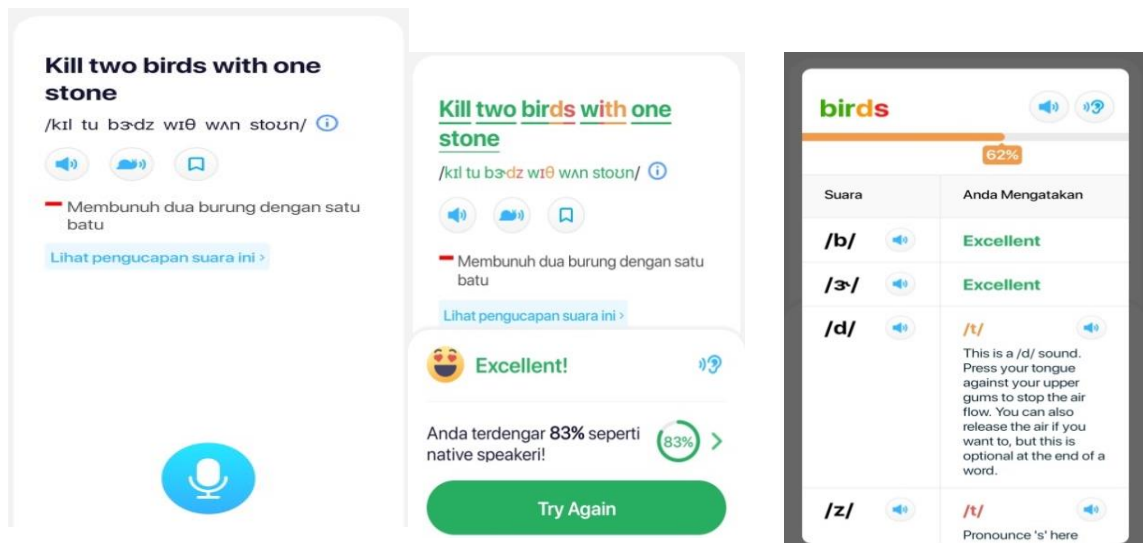 Kill two birds with one
stone
/kɪl tu bɝdz wɪθ wʌn stoʊn/
Membunuh dua burung dengan satu
batu
Lihat pengucapan suara ini >
Kill two birds with one
stone
/kɪl tu bɝdz wɪθ wʌn stoʊn/
Membunuh dua burung dengan satu
batu
Lihat pengucapan suara ini >
Excellent!
Anda terdengar 83% seperti
native speakeri!
83%
Try Again
birds
62%
Suara Anda Mengatakan
/b/ Excellent
/ɝ/ Excellent
/d/ /t/
This is a /d/ sound.
Press your tongue
against your upper
gums to stop the air
flow. You can also
release the air if you
want to, but this is
optional at the end of a
word.
/z/ /t/
Pronounce 's' here